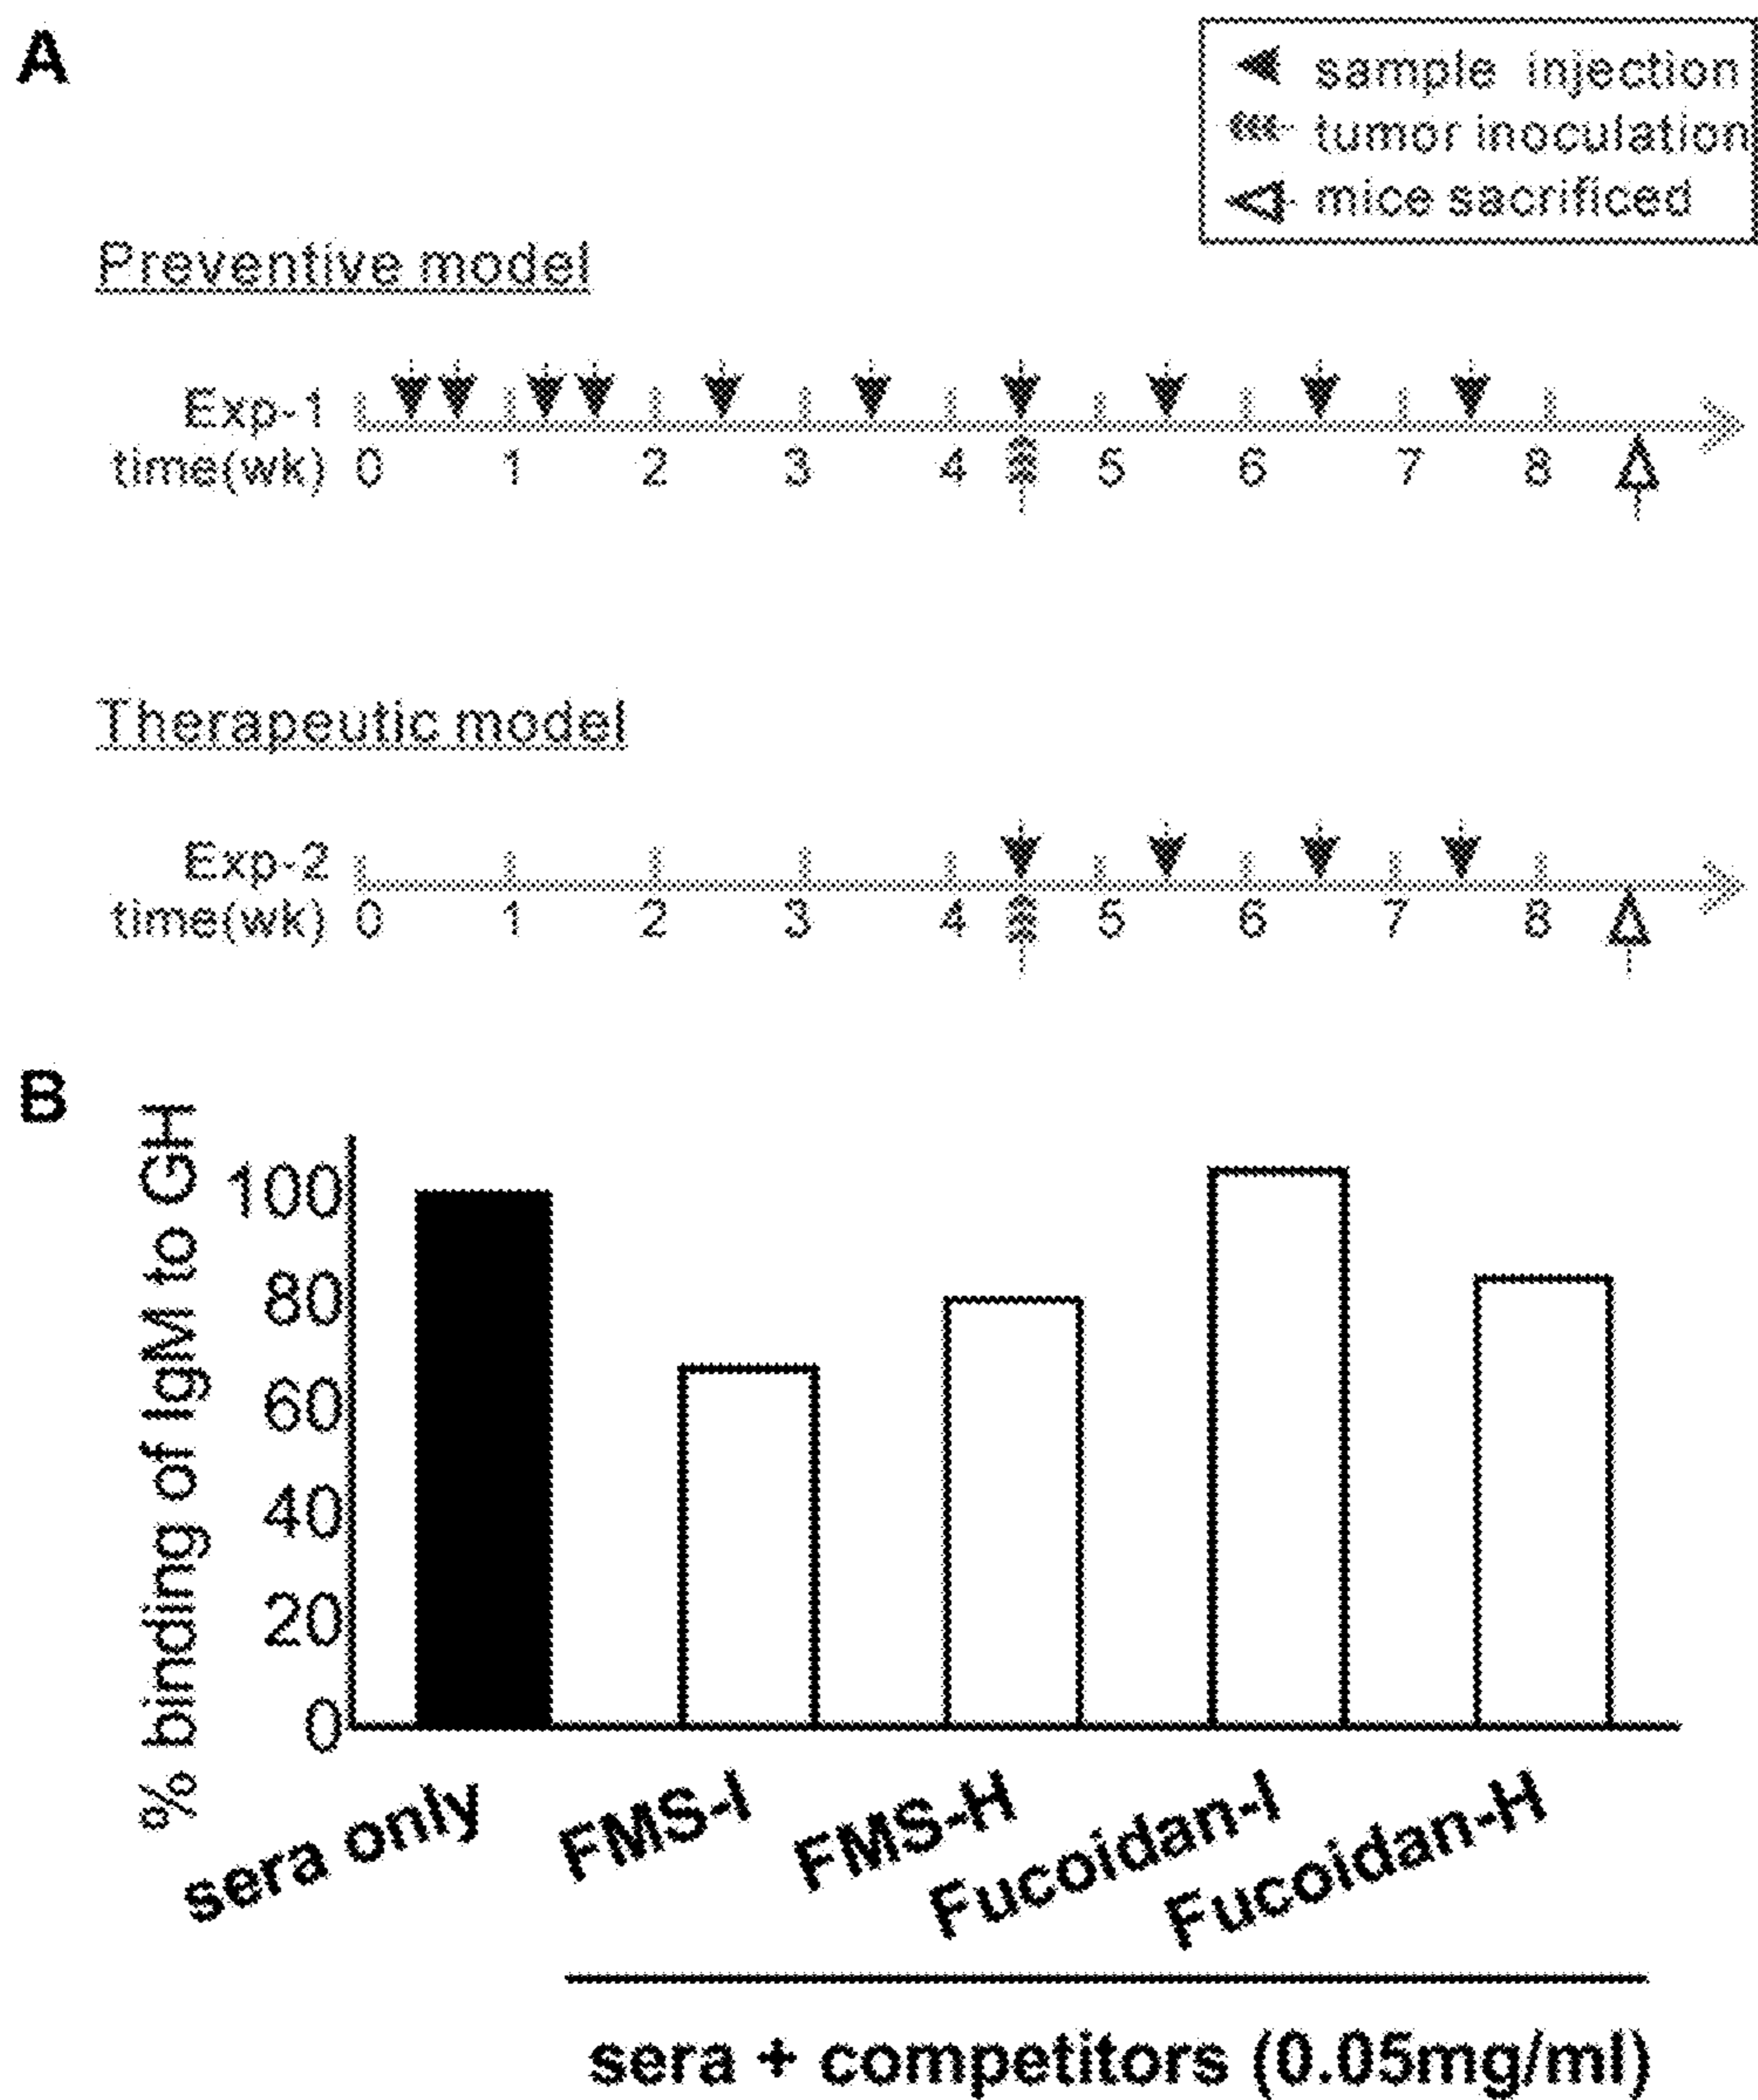 A
sample injection
tumor inoculation
mice sacrificed
Preventive model
Exp-1
time(wk) 0 1 2 3 4 5 6 7 8
Therapeutic model
Exp-2
time(wk) 0 1 2 3 4 5 6 7 8
B
% binding of IgM to GH
100
80
60
40
20
0
sera only
FMS-I
FMS-H
Fucoidan-I
Fucoidan-H
sera + competitors (0.05mg/ml)